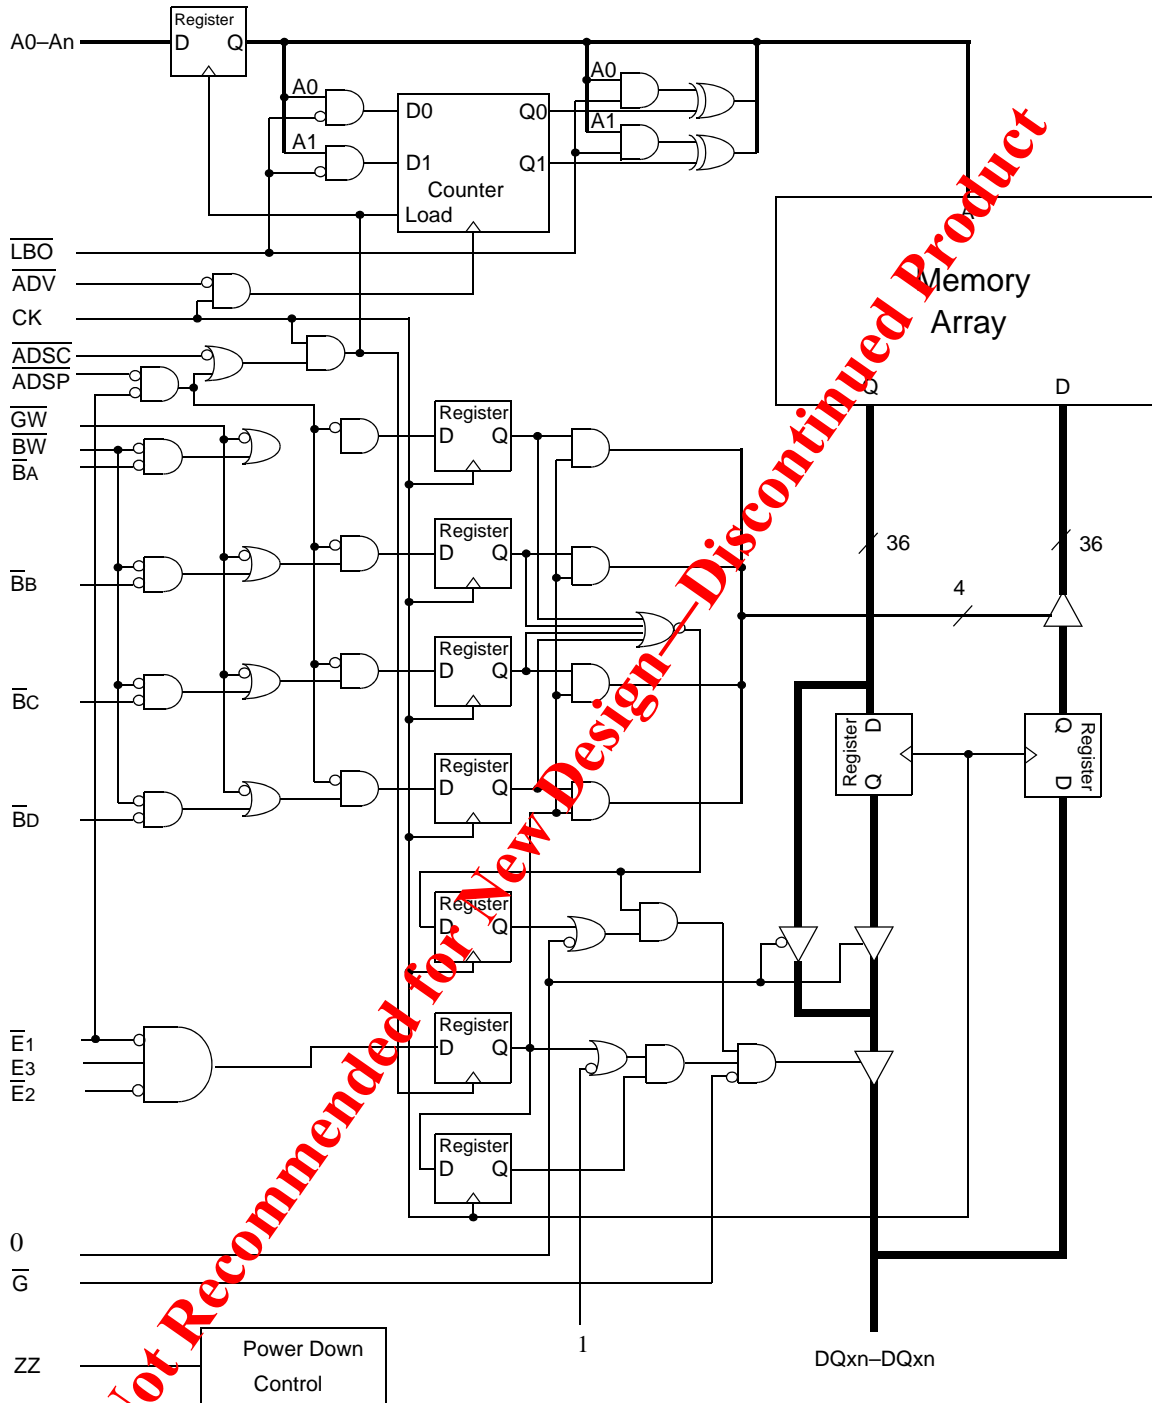 Register
A0–An
D Q
A0
A1
D0
D1
Counter
Load
Q0
Q1
A0
A1
LBO
ADV
CK
ADSC
ADSP
GW
BW
BA
BB
BC
BD
E1
E3
E2
0
G
ZZ
Power Down
Control
1
Register
D Q
Register
D Q
Register
D Q
Register
D Q
Register
D Q
Register
D Q
Register
D Q
A
Memory
Array
Q
D
36
36
4
Register
D
Q
Register
Q
D
DQxn–DQxn
Not Recommended for New Design—Discontinued Product